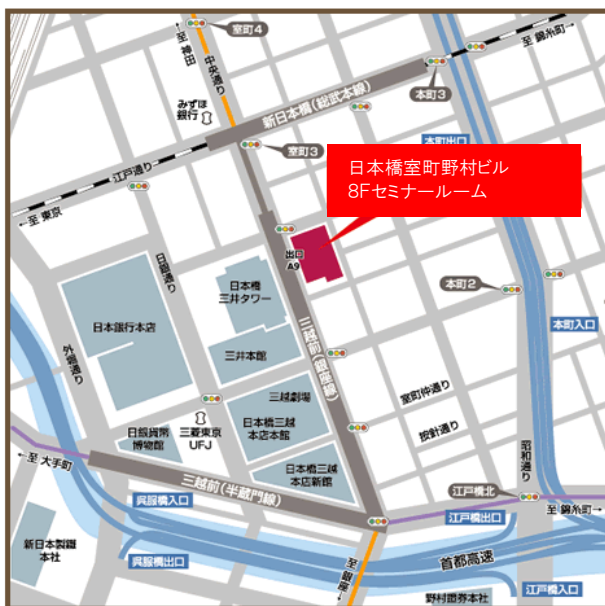 室町4
←至 神田
中央通り
至 錦糸町→
本町3
みずほ
銀行
新日本橋(総武本線)
室町3
本町出口
江戸通り
←至 東京
日本橋室町野村ビル
8Fセミナールーム
出口
A9
日銀通り
日本橋
三井タワー
本町2
日本銀行本店
本町入口
外堀通り
三井本館
三越前(銀座線)
三越劇場
室町仲通り
日本橋三越
本店本館
按針通り
日銀貨幣
博物館
三菱東京
UFJ
昭和通り
←至 大手町
日本橋三越
本店新館
三越前(半蔵門線)
江戸橋北
呉服橋入口
江戸橋出口
至 錦糸町→
新日本製鐵
本社
呉服橋出口
至 銀座→
首都高速
江戸橋入口
野村證券本社